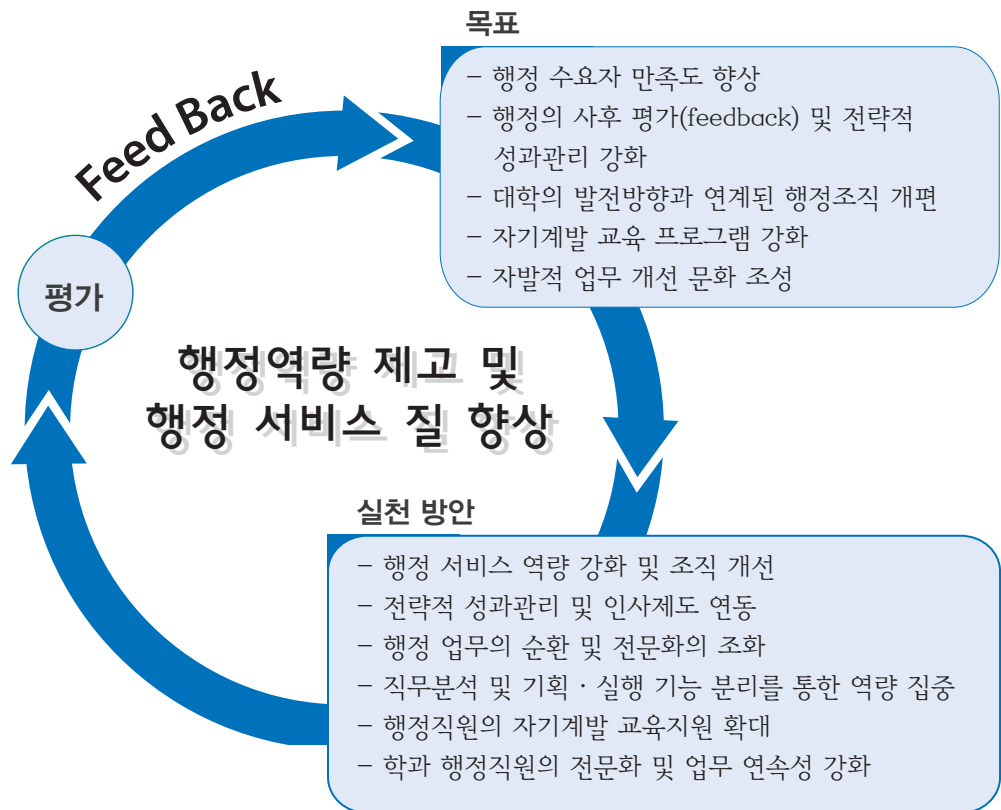 목표
– 행정 수요자 만족도 향상
– 행정의 사후 평가(feedback) 및 전략적
성과관리 강화
– 대학의 발전방향과 연계된 행정조직 개편
– 자기계발 교육 프로그램 강화
– 자발적 업무 개선 문화 조성
Feed Back
평가
행정역량 제고 및
행정 서비스 질 향상
실천 방안
– 행정 서비스 역량 강화 및 조직 개선
– 전략적 성과관리 및 인사제도 연동
– 행정 업무의 순환 및 전문화의 조화
– 직무분석 및 기획 · 실행 기능 분리를 통한 역량 집중
– 행정직원의 자기계발 교육지원 확대
– 학과 행정직원의 전문화 및 업무 연속성 강화